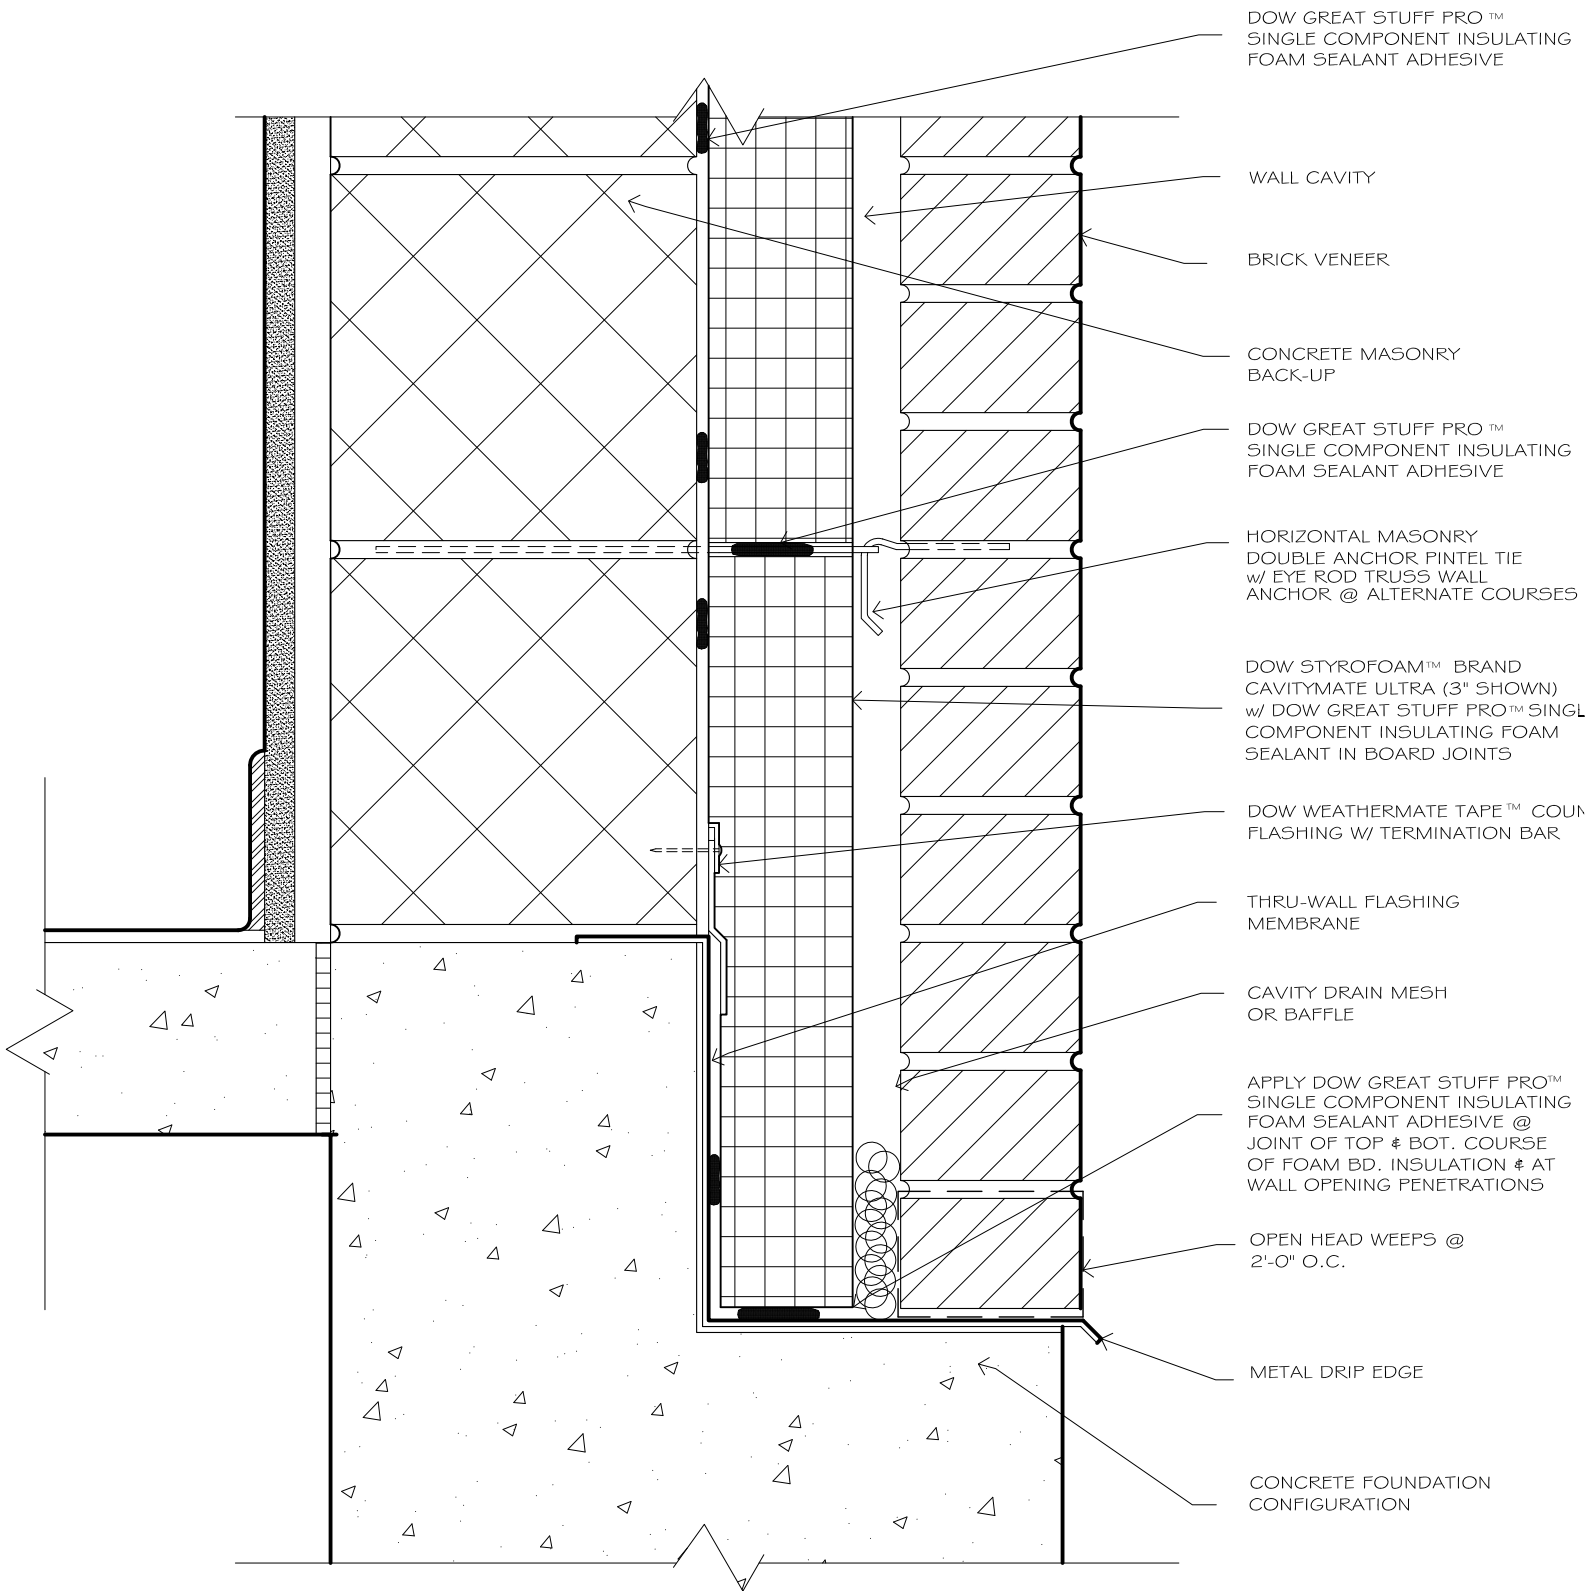 DOW GREAT STUFF PRO ™
SINGLE COMPONENT INSULATING
FOAM SEALANT ADHESIVE
WALL CAVITY
BRICK VENEER
CONCRETE MASONRY
BACK-UP
DOW GREAT STUFF PRO ™
SINGLE COMPONENT INSULATING
FOAM SEALANT ADHESIVE
HORIZONTAL MASONRY
DOUBLE ANCHOR PINTEL TIE
w/ EYE ROD TRUSS WALL
ANCHOR @ ALTERNATE COURSES
DOW STYROFOAM™ BRAND
CAVITYMATE ULTRA (3" SHOWN)
w/ DOW GREAT STUFF PRO™ SINGL
COMPONENT INSULATING FOAM
SEALANT IN BOARD JOINTS
DOW WEATHERMATE TAPE™ COUN
FLASHING W/ TERMINATION BAR
THRU-WALL FLASHING
MEMBRANE
CAVITY DRAIN MESH
OR BAFFLE
APPLY DOW GREAT STUFF PRO™
SINGLE COMPONENT INSULATING
FOAM SEALANT ADHESIVE @
JOINT OF TOP & BOT. COURSE
OF FOAM BD. INSULATION & AT
WALL OPENING PENETRATIONS
OPEN HEAD WEEPS @
2'-0" O.C.
METAL DRIP EDGE
CONCRETE FOUNDATION
CONFIGURATION